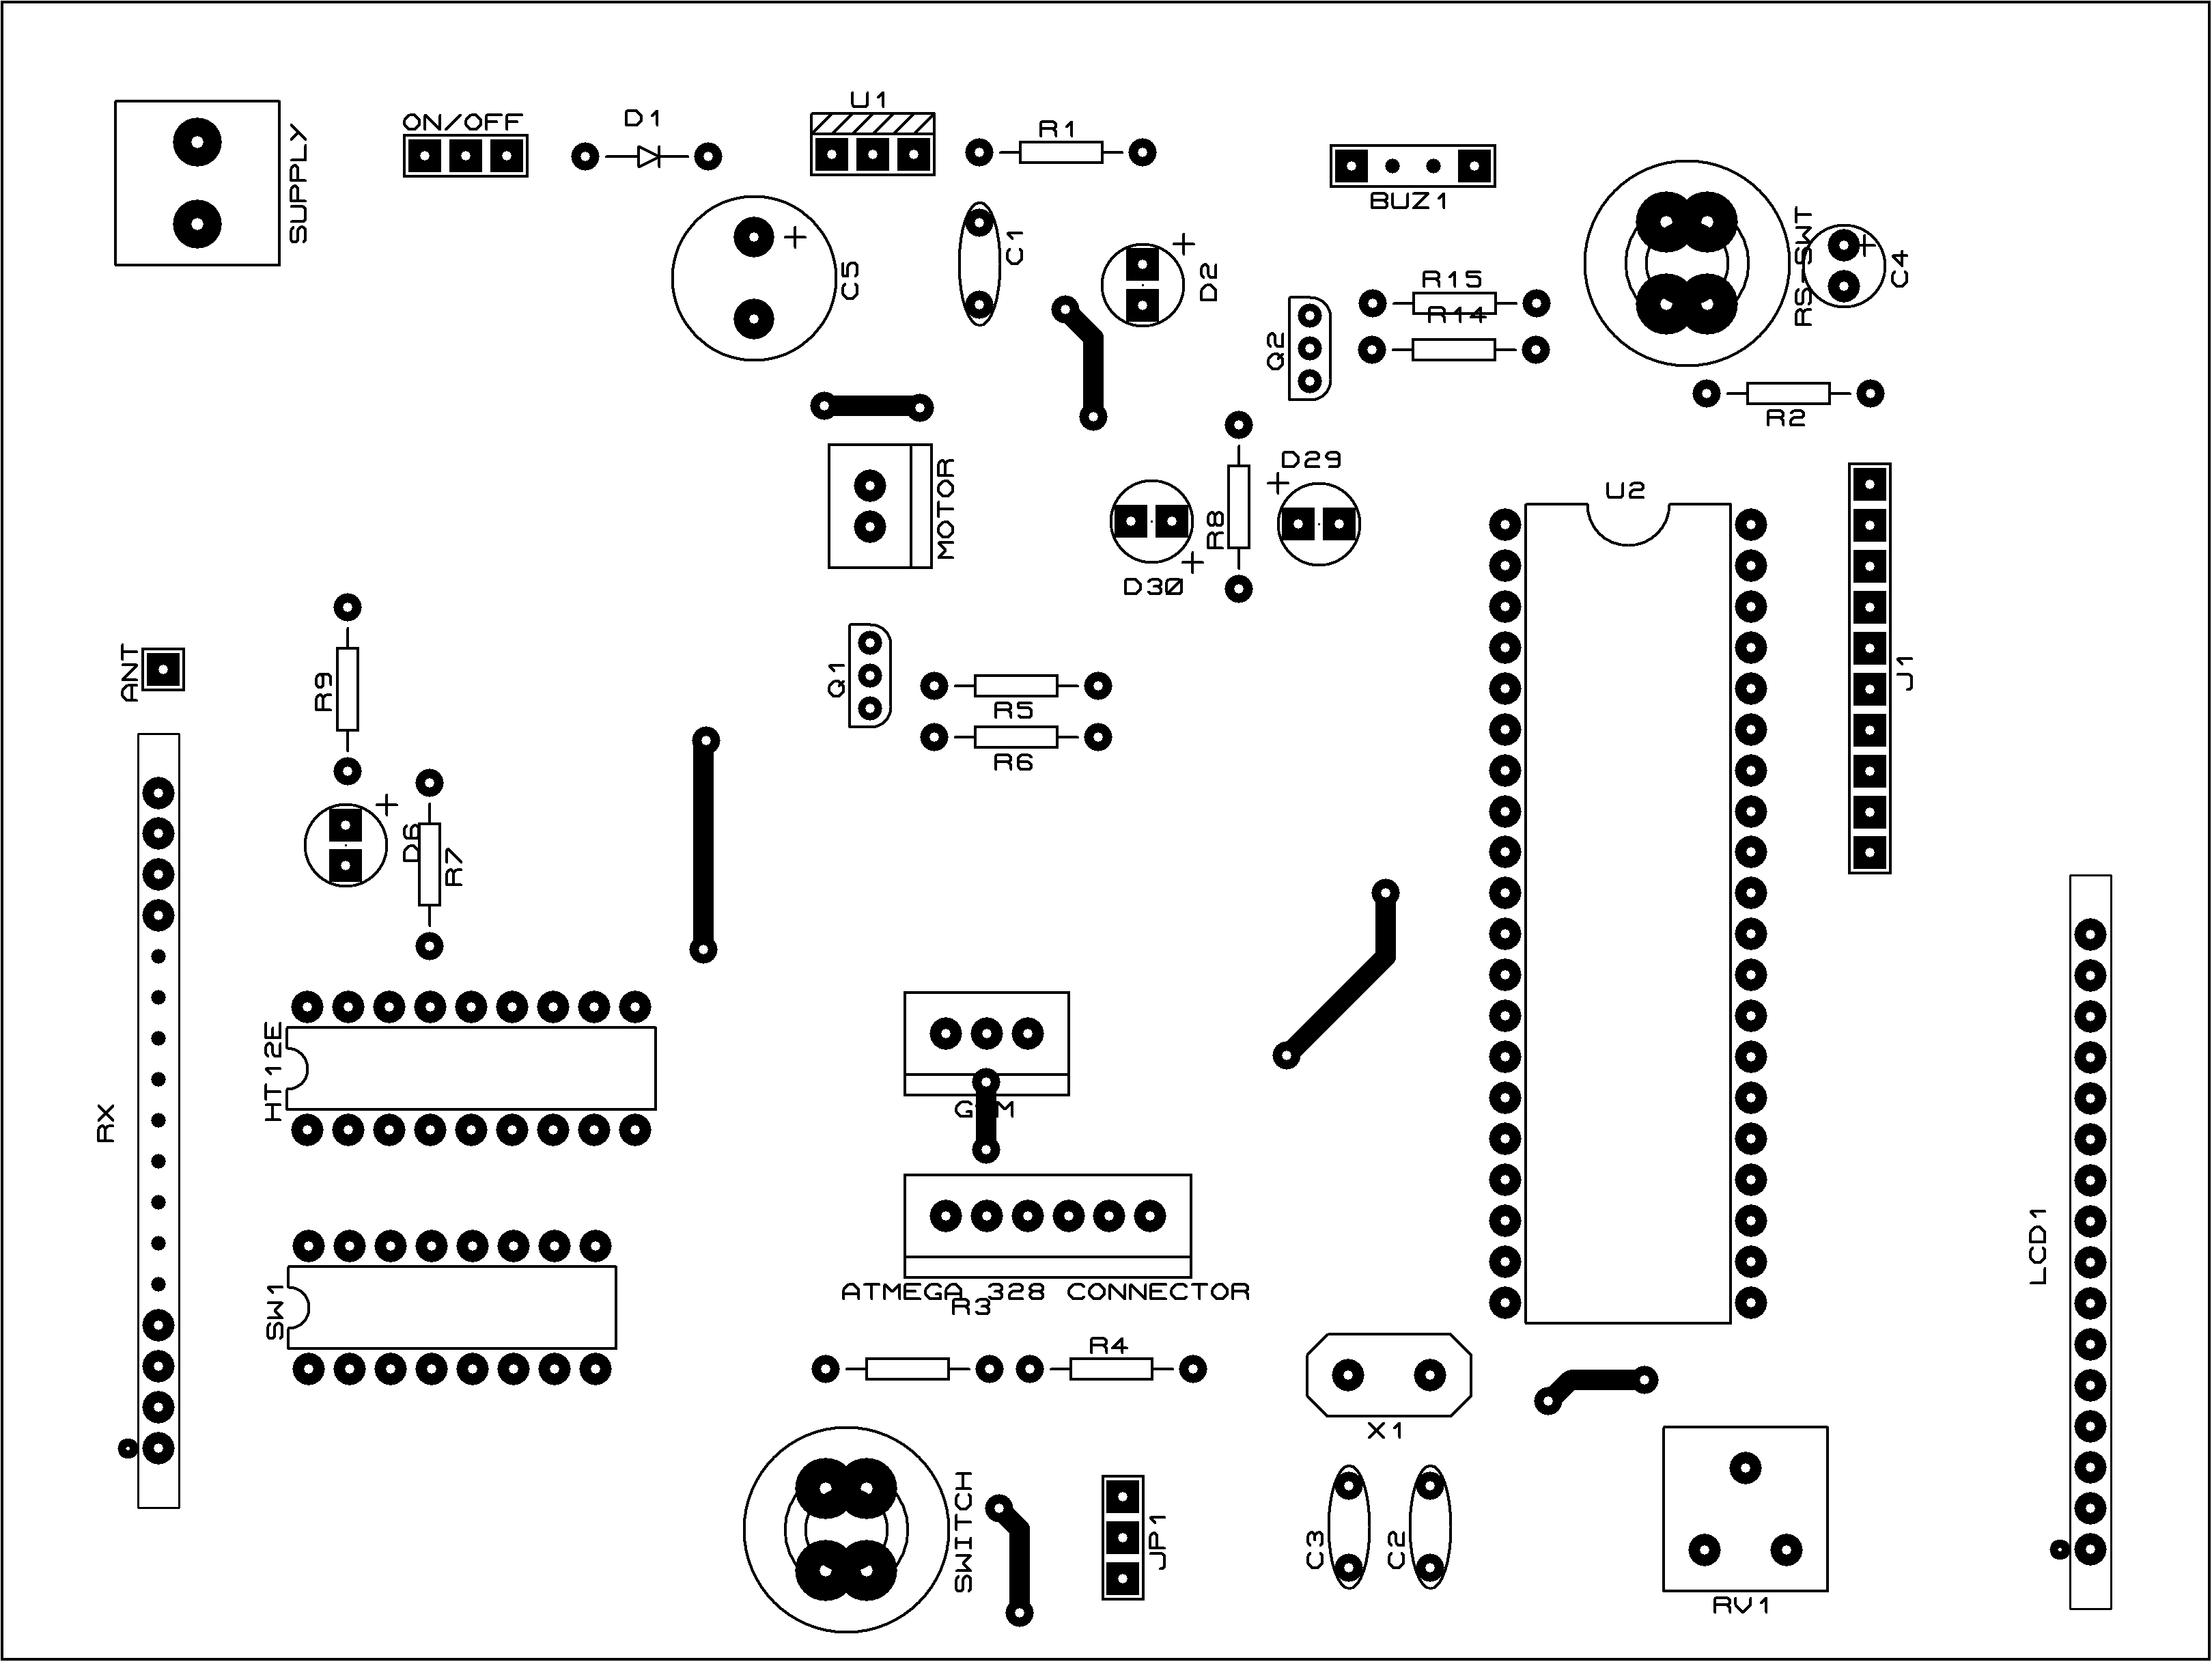 SUPPLY
ON/OFF
D1
U1
R1
BUZ1
RS-SWT
C4
C5
C1
D2
R15
R14
Q2
R2
MOTOR
D29
R8
D30
U2
J1
ANT
R9
Q1
R5
R6
D6
R7
HT12E
RX
SW1
ATMEGA 328 CONNECTOR
R3
R4
LCD1
X1
SWITCH
JP1
C3
C2
RV1